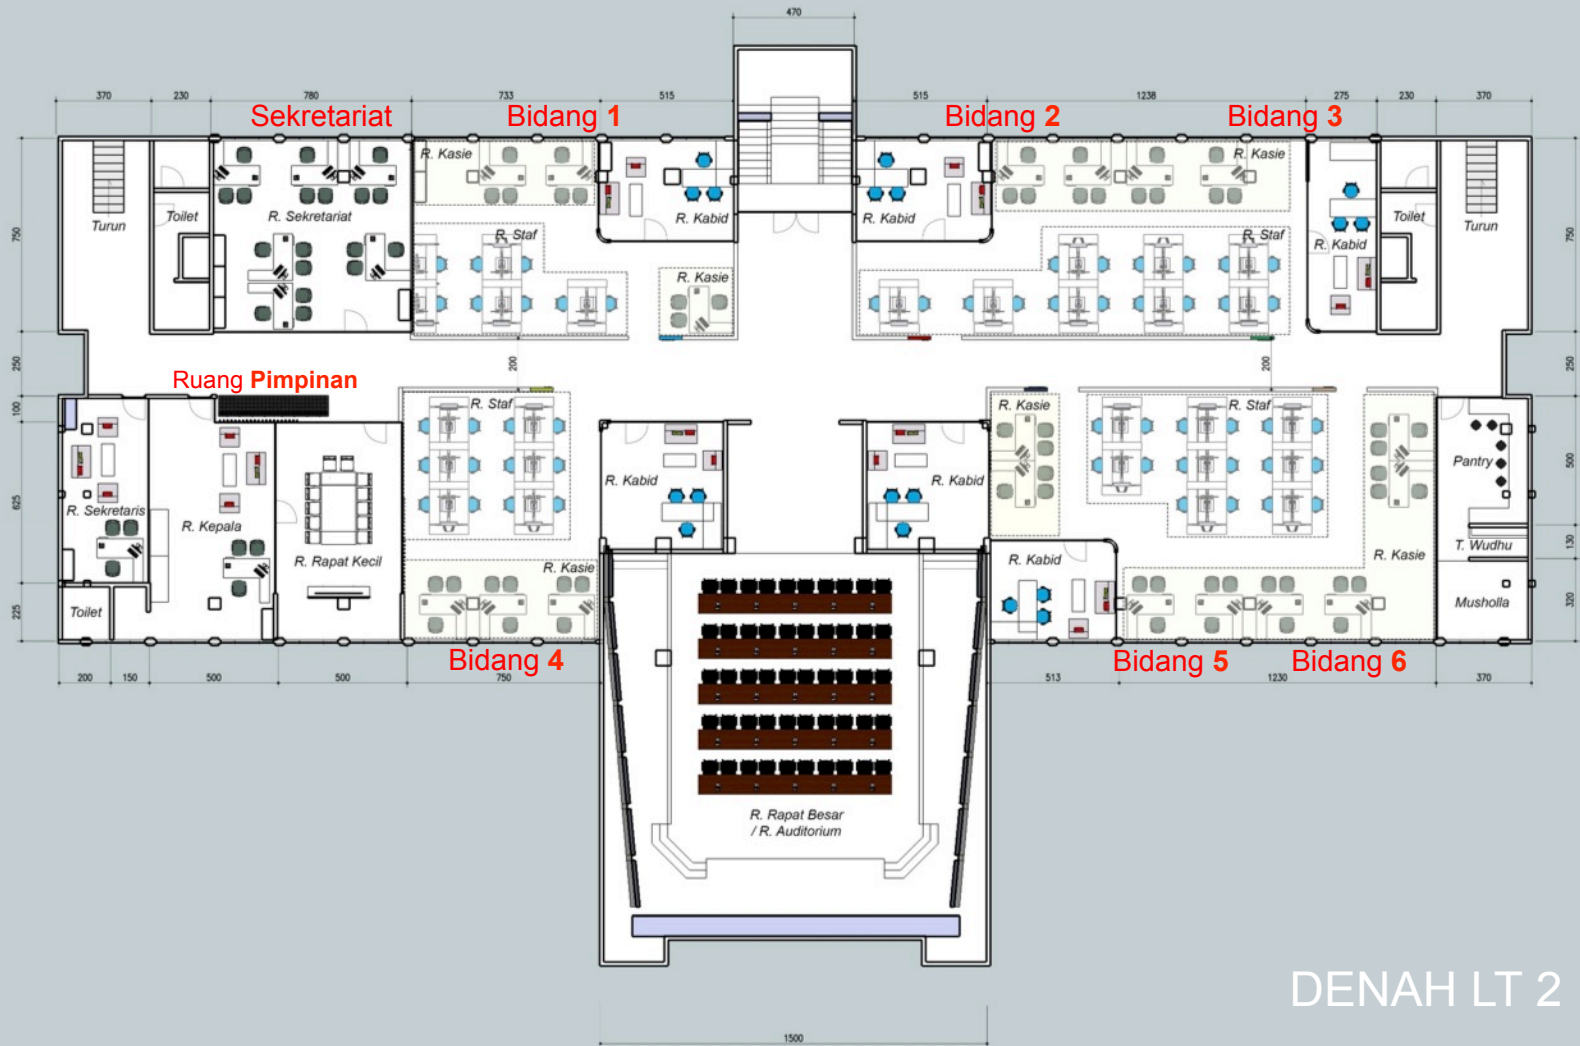 470
370
230
780
733
515
515
1238
275
230
370
Sekretariat
Bidang 1
Bidang 2
Bidang 3
R. Kasie
R. Kasie
Turun
Toilet
R. Sekretariat
R. Kabid
R. Kabid
Toilet
Turun
750
R. Staf
R. Staf
R. Kabid
750
R. Kasie
250
200
200
250
Ruang Pimpinan
100
R. Staf
R. Kasie
R. Staf
R. Kabid
R. Kabid
Pantry
500
625
R. Sekretaris
R. Kepala
R. Rapat Kecil
R. Kasie
R. Kabid
R. Kasie
T. Wudhu
130
225
Toilet
Musholla
320
Bidang 4
Bidang 5
Bidang 6
200
150
500
500
750
513
1230
370
R. Rapat Besar
/ R. Auditorium
DENAH LT 2
1500